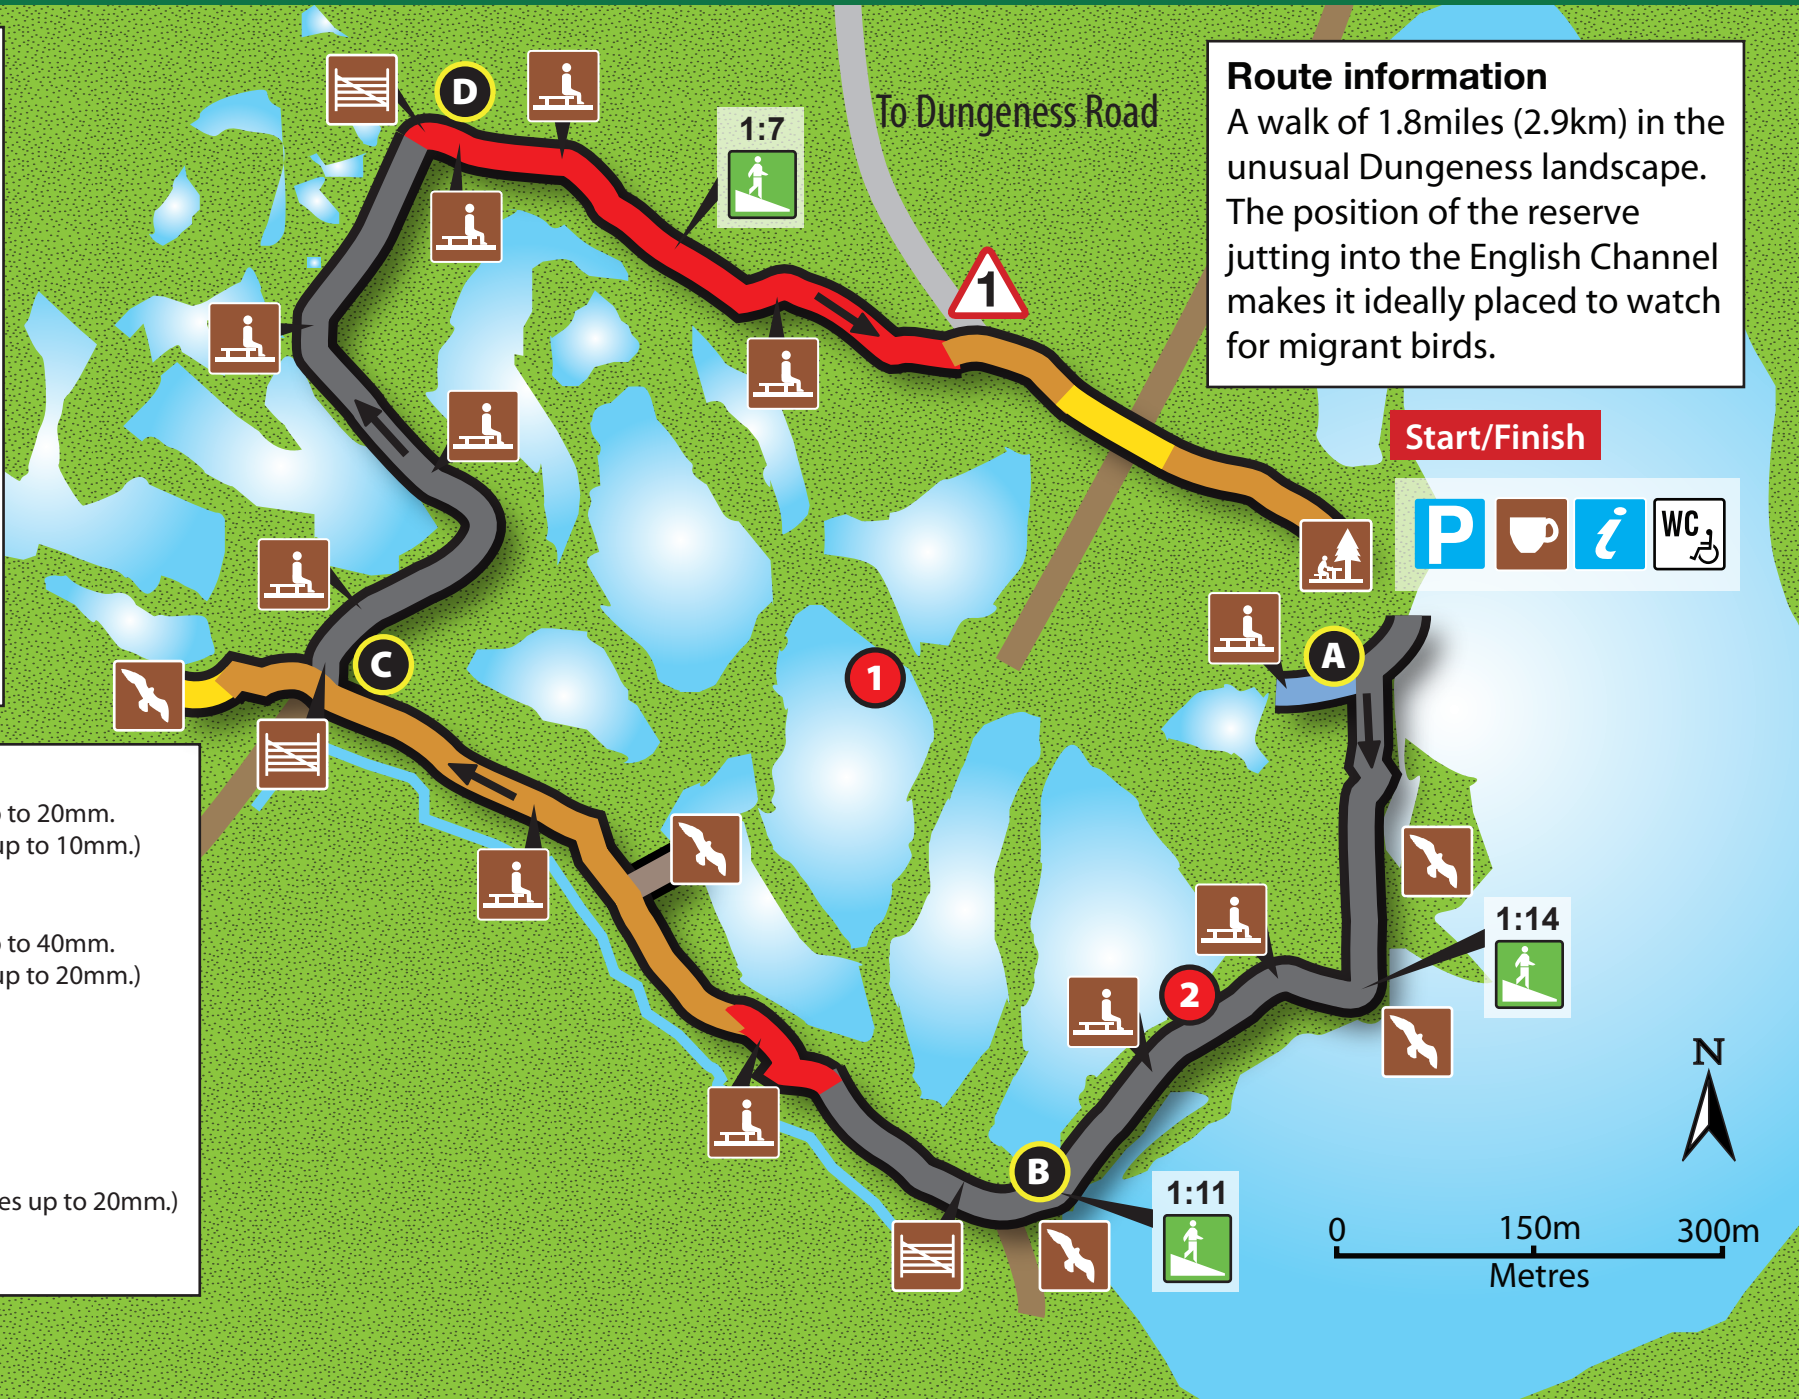 D
1:7
To Dungeness Road
Route information
A walk of 1.8miles (2.9km) in the
unusual Dungeness landscape.
The position of the reserve
jutting into the English Channel
makes it ideally placed to watch
for migrant birds.
1
Start/Finish
P
i
WC
A
C
1
to 20mm.
up to 10mm.)
to 40mm.
up to 20mm.)
1:14
2
N
B
1:11
up to 20mm.)
0
150m
300m
Metres